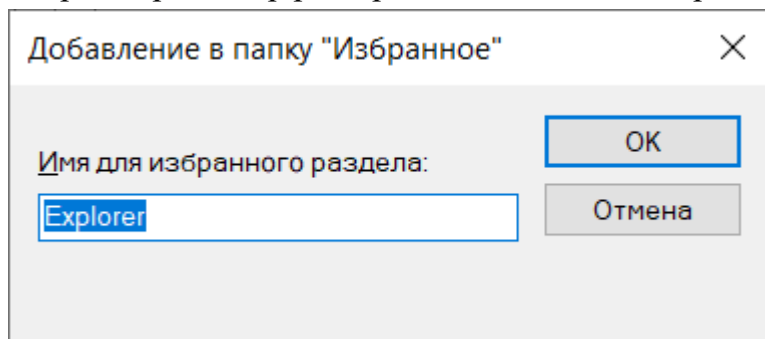 Добавление в папку "Избранное"
Имя для избранного раздела:
Explorer
OK
Отмена